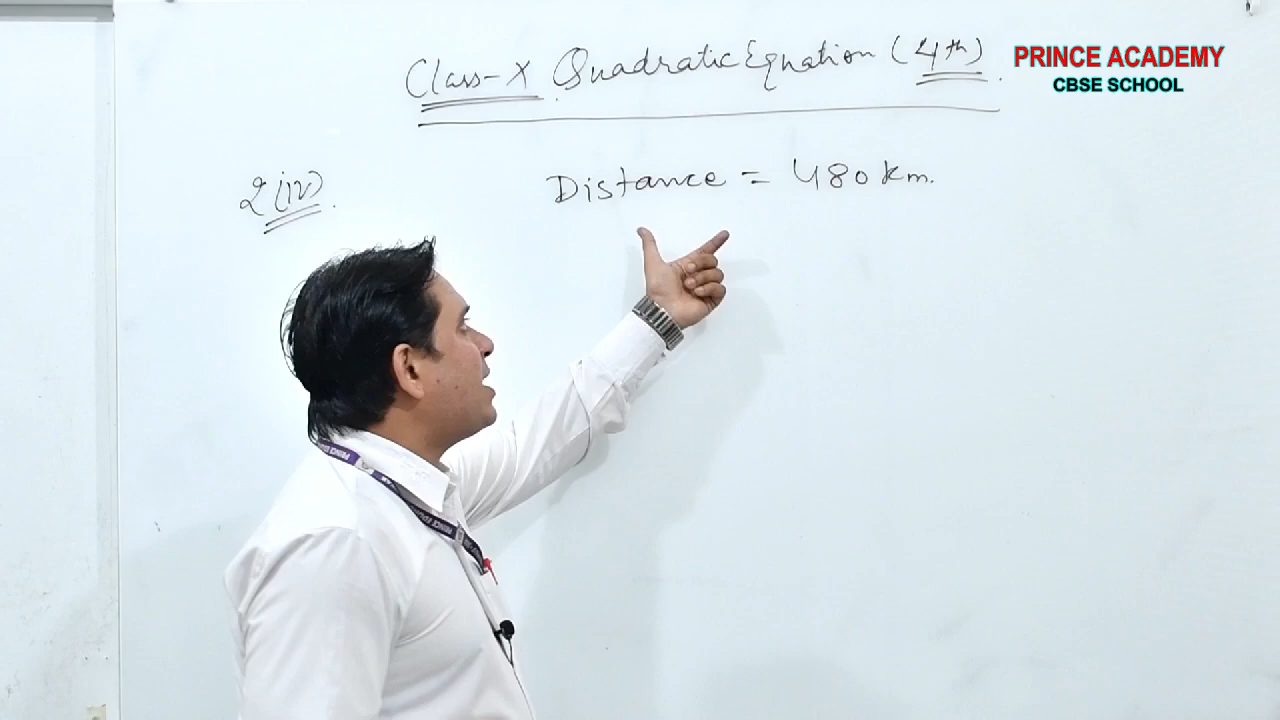 Class-X Quadratic Equation (4th).
PRINCE ACADEMY
CBSE SCHOOL
2 (iv).
Distance = 480 km.